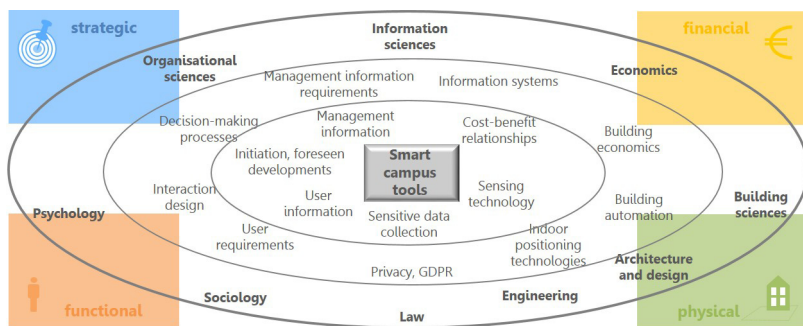 strategic
Information
sciences
financial
Organisational
sciences
Economics
Management information
requirements
Information systems
Decision-making
processes
Management
information
Cost-benefit
relationships
Building
economics
Initiation, foreseen
developments
Smart
campus
tools
Interaction
design
User
information
Sensing
technology
Building
automation
Building
sciences
Psychology
Sensitive data
collection
User
requirements
Indoor
positioning
technologies
Architecture
and design
Privacy, GDPR
Sociology
Engineering
functional
Law
physical